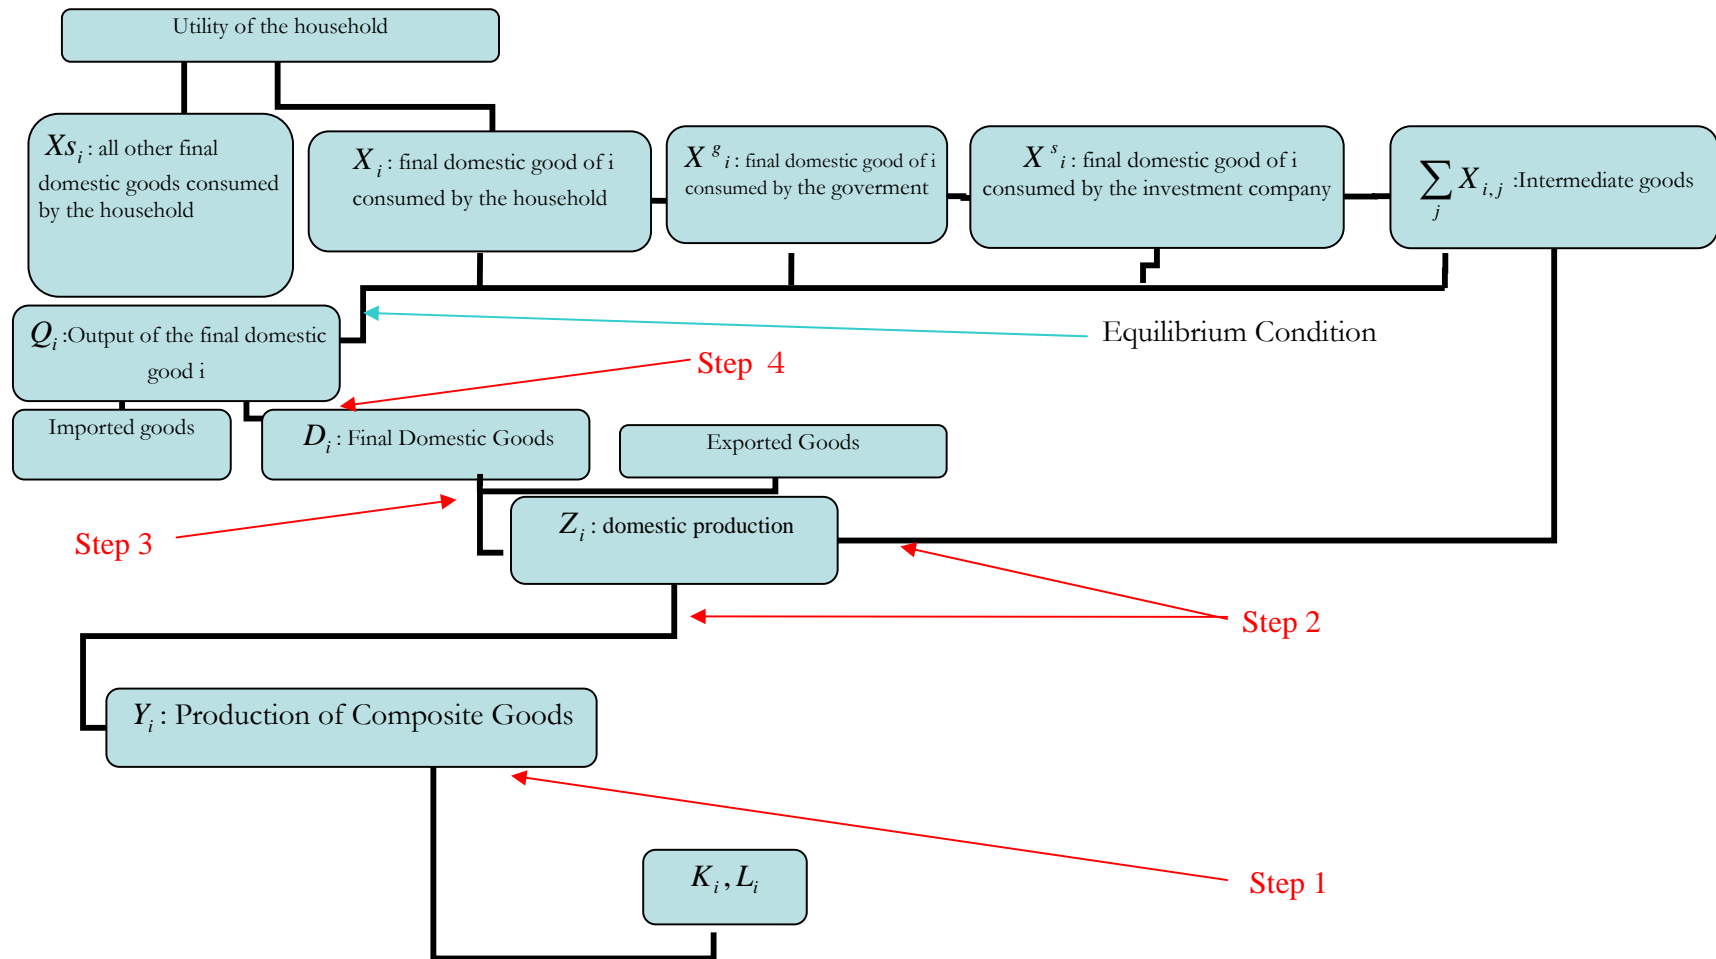 Utility of the household
Xs_i : all other final
domestic goods consumed
by the household
X_i : final domestic good of i
consumed by the household
X^g_i : final domestic good of i
consumed by the goverment
X^s_i : final domestic good of i
consumed by the investment company
∑_j X_{i,j} :Intermediate goods
Q_i :Output of the final domestic
good i
Equilibrium Condition
Step 4
Imported goods
D_i : Final Domestic Goods
Exported Goods
Step 3
Z_i : domestic production
Step 2
Y_i : Production of Composite Goods
K_i , L_i
Step 1